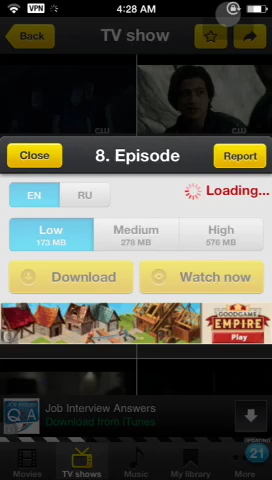 VPN 4:28 AM
Back TV show
CW CW
Close 8. Episode Report
EN RU Loading...
Low Medium High
173 MB 278 MB 576 MB
Download Watch now
GOODGAME
EMPIRE
Play
Job Interview Answers
Download from iTunes
Q A
UPDATING
21
Movies TV shows Music My library More